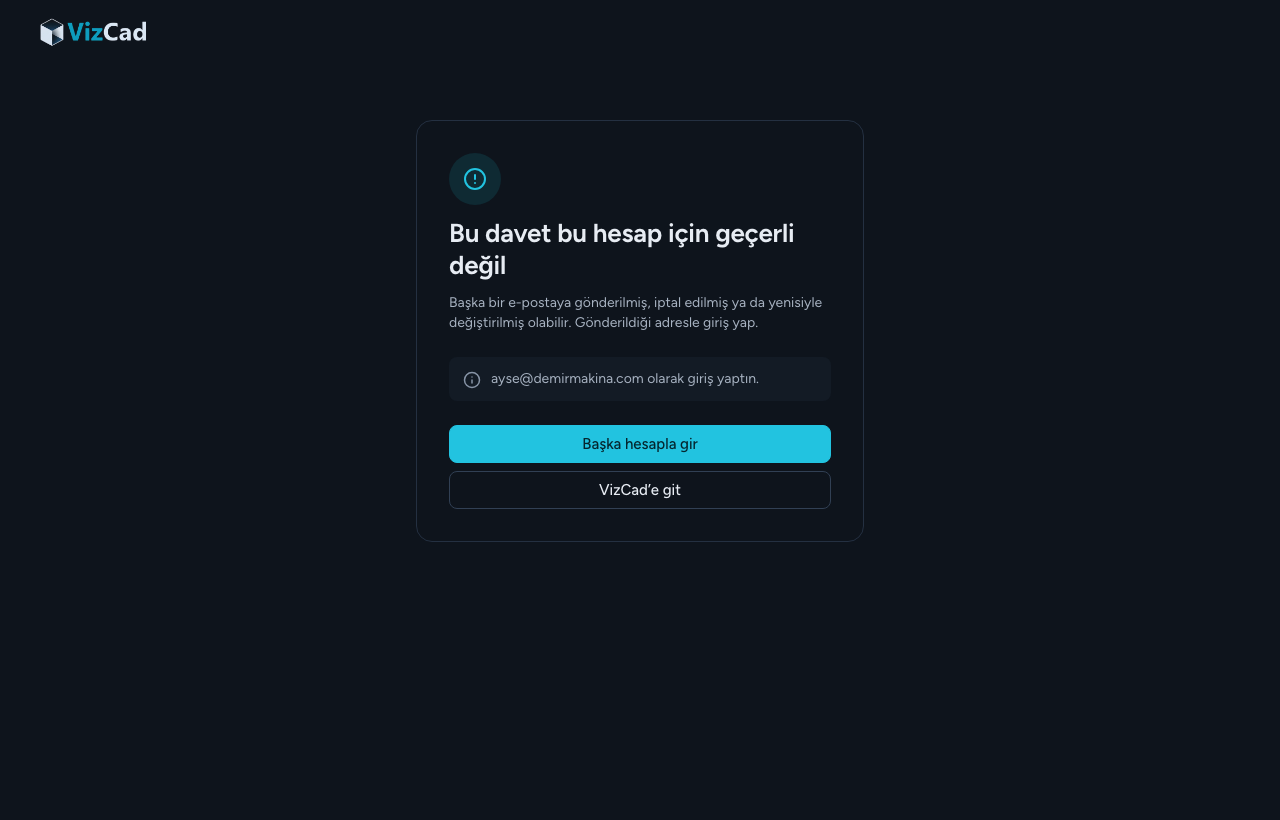 VizCad
Bu davet bu hesap için geçerli
değil
Başka bir e-postaya gönderilmiş, iptal edilmiş ya da yenisiyle
değiştirilmiş olabilir. Gönderildiği adresle giriş yap.
ayse@demirmakina.com olarak giriş yaptın.
Başka hesapla gir
VizCad’e git